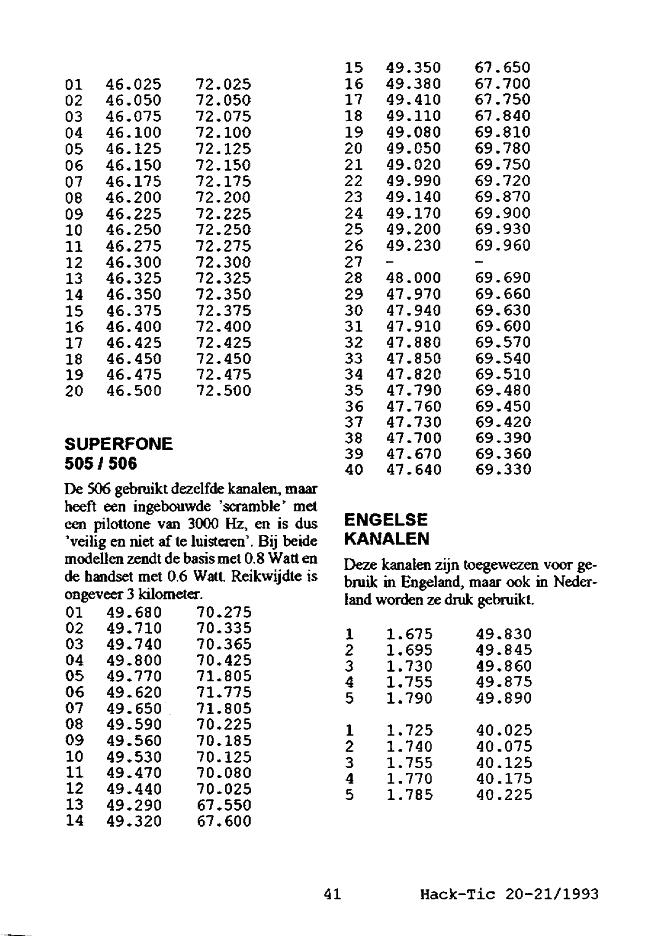 01 46.025 72.025
02 46.050 72.050
03 46.075 72.075
04 46.100 72.100
05 46.125 72.125
06 46.150 72.150
07 46.175 72.175
08 46.200 72.200
09 46.225 72.225
10 46.250 72.250
11 46.275 72.275
12 46.300 72.300
13 46.325 72.325
14 46.350 72.350
15 46.375 72.375
16 46.400 72.400
17 46.425 72.425
18 46.450 72.450
19 46.475 72.475
20 46.500 72.500
SUPERFONE
505 / 506
De 506 gebruikt dezelfde kanalen, maar
heeft een ingebouwde 'scramble' met
een pilottone van 3000 Hz, en is dus
'veilig en niet af te luisteren'. Bij beide
modellen zendt de basis met 0.8 Watt en
de handset met 0.6 Watt. Reikwijdte is
ongeveer 3 kilometer.
01 49.680 70.275
02 49.710 70.335
03 49.740 70.365
04 49.800 70.425
05 49.770 71.805
06 49.620 71.775
07 49.650 71.805
08 49.590 70.225
09 49.560 70.185
10 49.530 70.125
11 49.470 70.080
12 49.440 70.025
13 49.290 67.550
14 49.320 67.600
15 49.350 67.650
16 49.380 67.700
17 49.410 67.750
18 49.110 67.840
19 49.080 69.810
20 49.050 69.780
21 49.020 69.750
22 49.990 69.720
23 49.140 69.870
24 49.170 69.900
25 49.200 69.930
26 49.230 69.960
27 - -
28 48.000 69.690
29 47.970 69.660
30 47.940 69.630
31 47.910 69.600
32 47.880 69.570
33 47.850 69.540
34 47.820 69.510
35 47.790 69.480
36 47.760 69.450
37 47.730 69.420
38 47.700 69.390
39 47.670 69.360
40 47.640 69.330
ENGELSE
KANALEN
Deze kanalen zijn toegewezen voor ge-
bruik in Engeland, maar ook in Neder-
land worden ze druk gebruikt.
1 1.675 49.830
2 1.695 49.845
3 1.730 49.860
4 1.755 49.875
5 1.790 49.890
1 1.725 40.025
2 1.740 40.075
3 1.755 40.125
4 1.770 40.175
5 1.785 40.225
41 Hack-Tic 20-21/1993